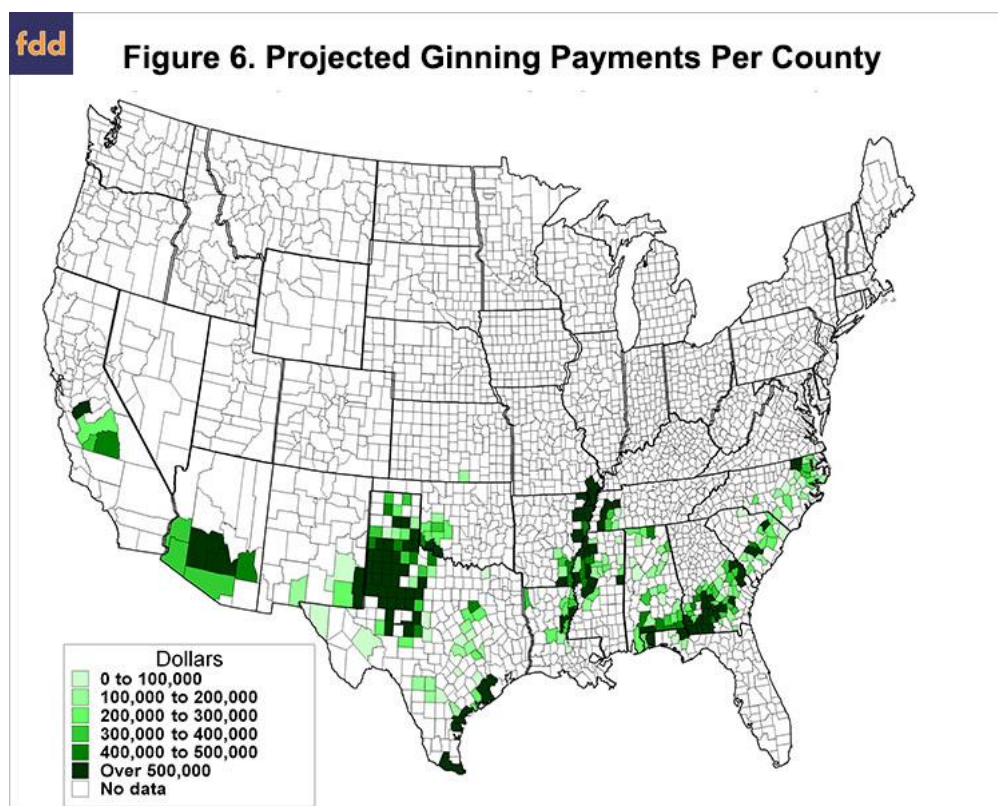 fdd
Figure 6. Projected Ginning Payments Per County
Dollars
0 to 100,000
100,000 to 200,000
200,000 to 300,000
300,000 to 400,000
400,000 to 500,000
Over 500,000
No data